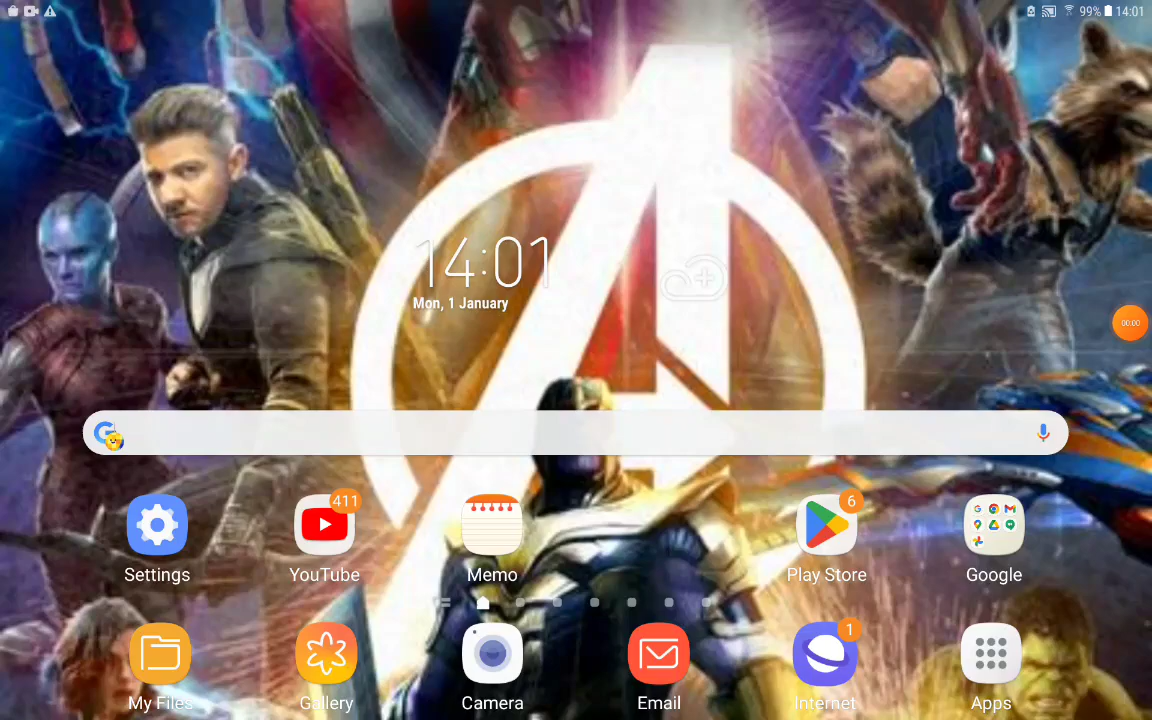 99% 14:01
14:01
Mon, 1 January
00:00
411
6
Settings
YouTube
Memo
Play Store
Google
1
My Files
Gallery
Camera
Email
Internet
Apps